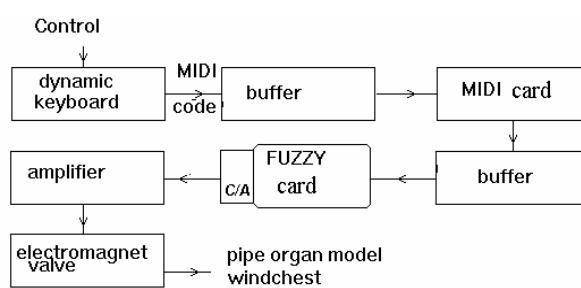 Control
dynamic
keyboard
MIDI
code
buffer
MIDI card
amplifier
C/A
FUZZY
card
buffer
electromagnet
valve
pipe organ model
windchest